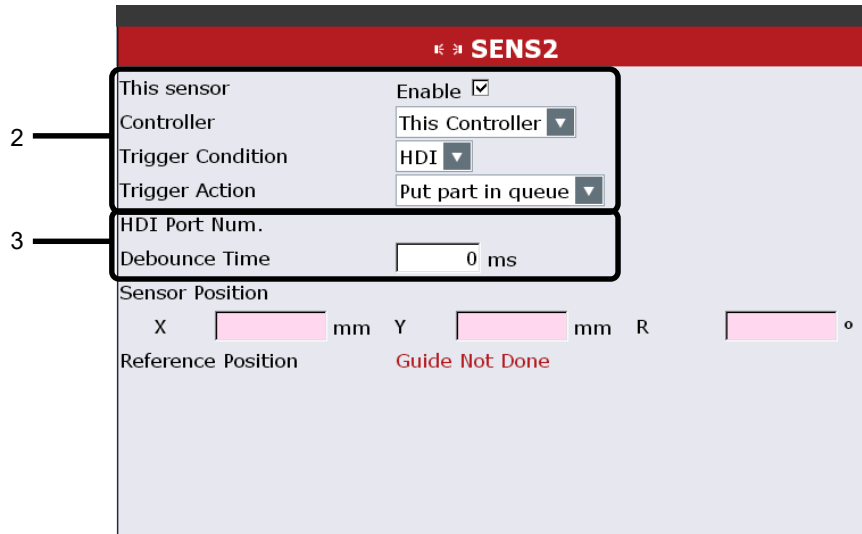 SENS2
This sensor Enable
2
Controller This Controller
Trigger Condition HDI
Trigger Action Put part in queue
3
HDI Port Num.
Debounce Time 0 ms
Sensor Position
X mm Y mm R °
Reference Position Guide Not Done